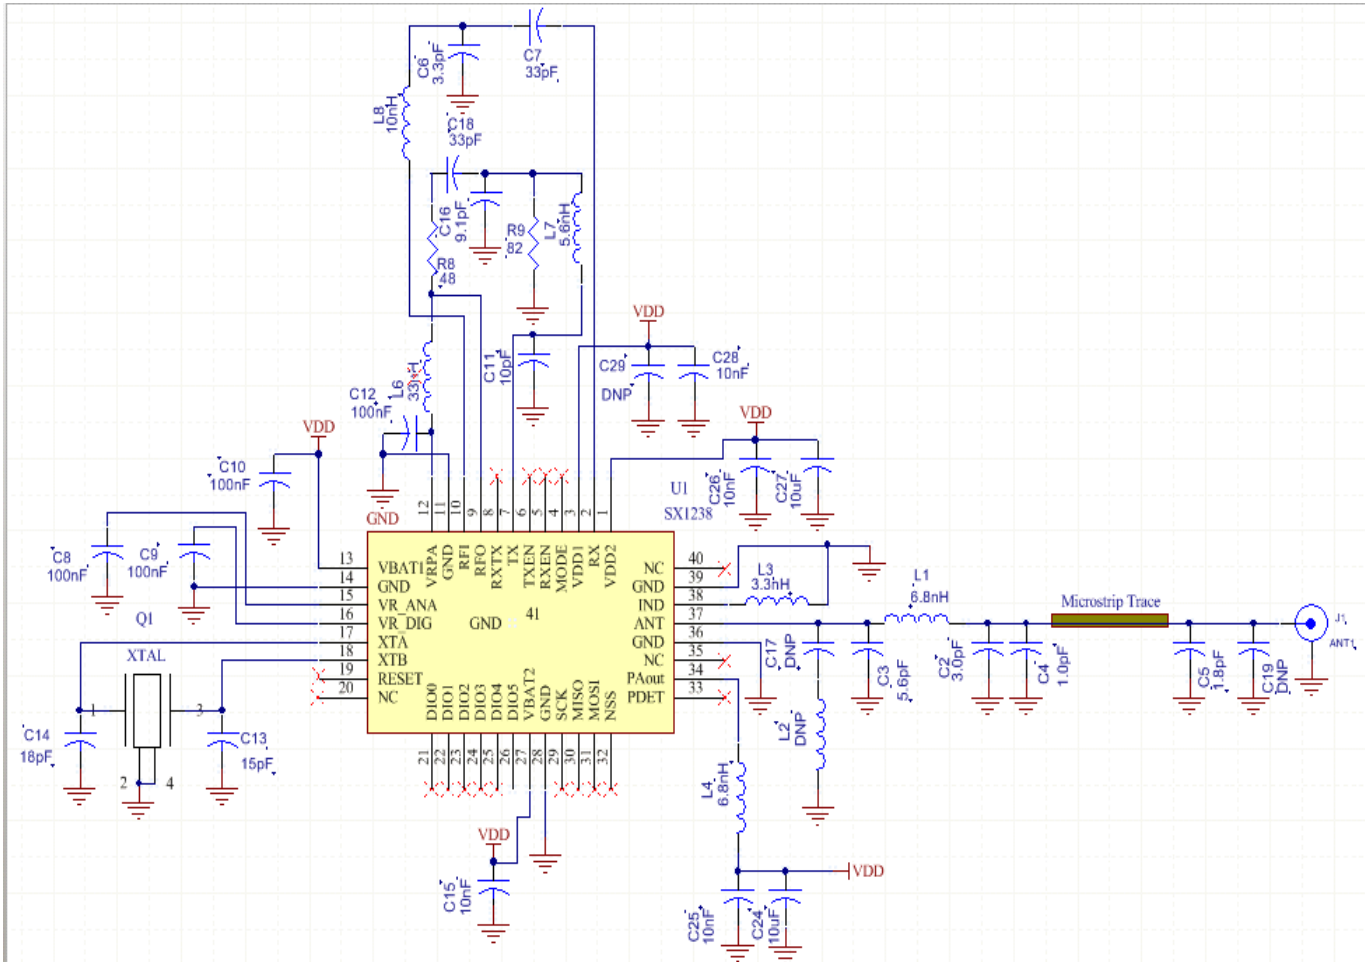 C6
3.3pF
C7
33pF
L8
10nH
C18
33pF
C16
9.1pF
R9
82
L7
5.6nH
R8
48
VDD
C11
10pF
C29
DNP
C28
10nF
L6
C12
100nF
VDD
VDD
C10
100nF
C26
10nF
C27
10uF
U1
SX1238
GND
12 11 10 9 8 7 6 5 4 3 2 1
VRPA GND RFI RFO RXTX TX TXEN RXEN MODE VDD1 RX VDD2
C8
100nF
C9
100nF
13 VBAT1
14 GND
15 VR_ANA
16 VR_DIG
17 XTA
18 XTB
19 RESET
20 NC
41
GND
NC 40
GND 39
IND 38
ANT 37
GND 36
NC 35
PAout 34
PDET 33
L3
3.3nH
L1
6.8nH
Microstrip Trace
J1
ANT1
Q1
XTAL
1 3
2 4
C14
18pF
C13
15pF
C17
DNP
C3
5.6pF
C2
3.0pF
C4
1.0pF
C5
1.8pF
C19
DNP
L2
DNP
DIO0 DIO1 DIO2 DIO3 DIO4 DIO5 VBAT2 GND SCK MISO MOSI NSS
21 22 23 24 25 26 27 28 29 30 31 32
L4
6.8nH
VDD
C15
10nF
VDD
C25
10nF
C24
10uF